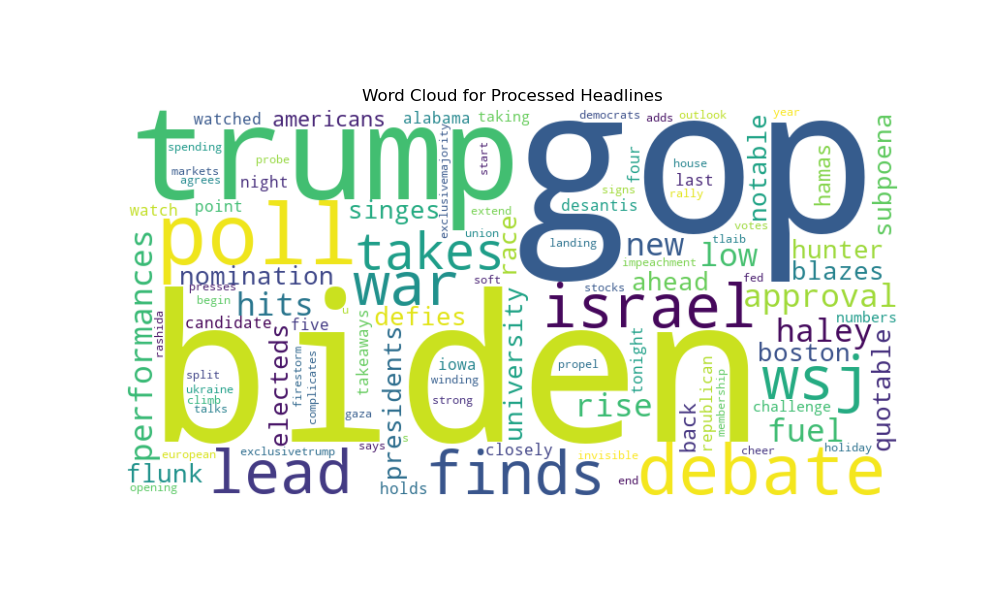 Word Cloud for Processed Headlines
watched
americans
alabama
taking
democrats
adds
outlook
year
trump
gop
spending
markets
agrees
probe
night
exclusivemajority
start
four
house
last
rally
signs
desantis
notable
hamas
subpoena
watch
point
singes
extend
union
race
landing
new
tlaib
votes
low
hunter
poll
takes
nomination
war
soft
impeachment
ahead
fed
blazes
stocks
approval
numbers
performances
presses
begin
hits
u
defies
israel
haley
rashida
candidate
five
biden
boston
wsj
electeds
firestorm
complicates
takeaways
presidents
iowa
winding
strong
university
propel
tonight
split
ukraine
climb
talks
gaza
rise
back
republican
membership
challenge
fuel
quotable
s
says
closely
european
exclusivetrump
invisible
cheer
holiday
flunk
lead
holds
finds
end
debate
opening